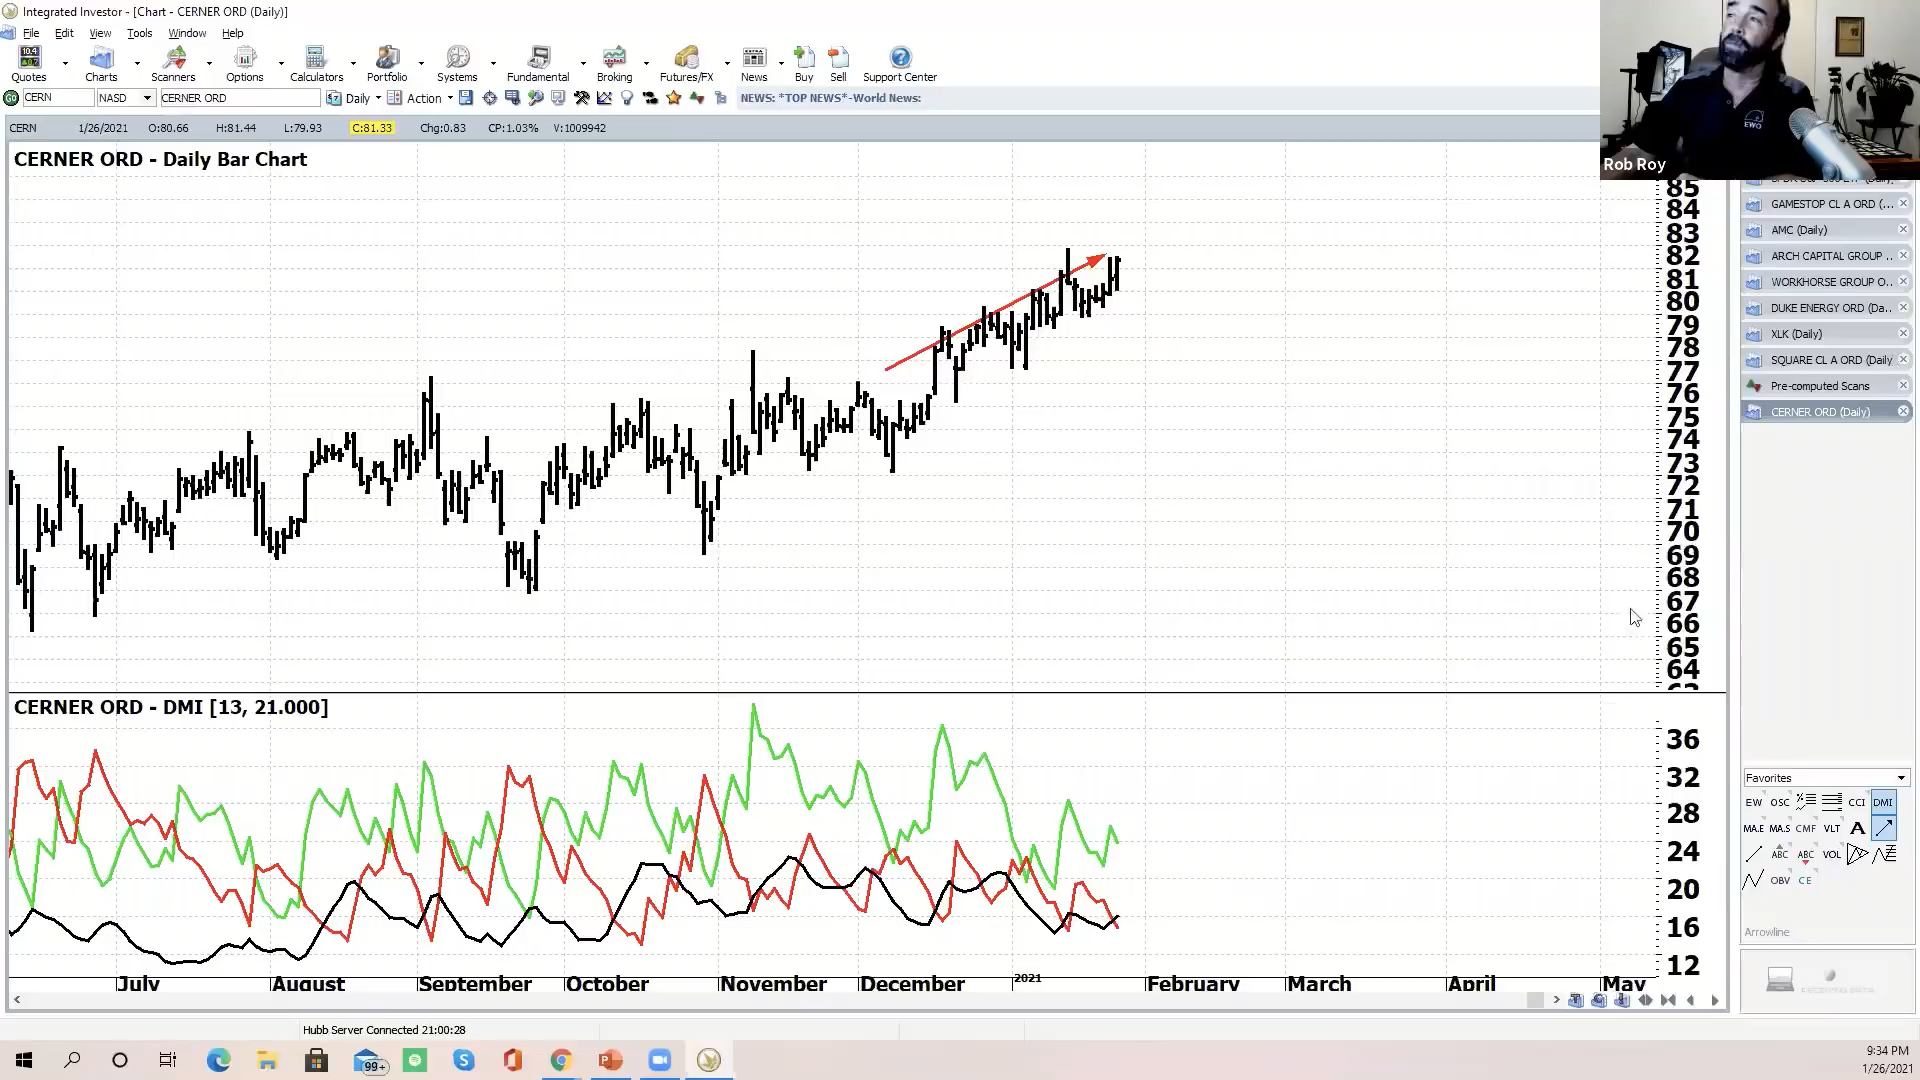 Integrated Investor - [Chart - CERNER ORD (Daily)]
File Edit View Tools Window Help
Quotes Charts Scanners Options Calculators Portfolio Systems Fundamental Broking Futures/FX News Buy Sell Support Center
CERN NASD CERNER ORD Daily Action NEWS: *TOP NEWS*-World News:
CERN 1/26/2021 O:80.66 H:81.44 L:79.93 C:81.33 Chg:0.83 CP:1.03% V:1009942
CERNER ORD - Daily Bar Chart
EWO
Rob Roy
85
84
83
82
81
80
79
78
77
76
75
74
73
72
71
70
69
68
67
66
65
64
GAMESTOP CL A ORD (...
AMC (Daily)
ARCH CAPITAL GROUP ..
WORKHORSE GROUP O..
DUKE ENERGY ORD (Da..
XLK (Daily)
SQUARE CL A ORD (Daily
Pre-computed Scans
CERNER ORD (Daily)
CERNER ORD - DMI [13, 21.000]
36
32
28
24
20
16
12
Favorites
EW OSC CCI DMI
MA.E MA.S CMF VLT A
ABC ABC VOL
OBV CE
Arrowline
July August September October November December 2021 February March April May
Hubb Server Connected 21:00:28
99+
9:34 PM
1/26/2021